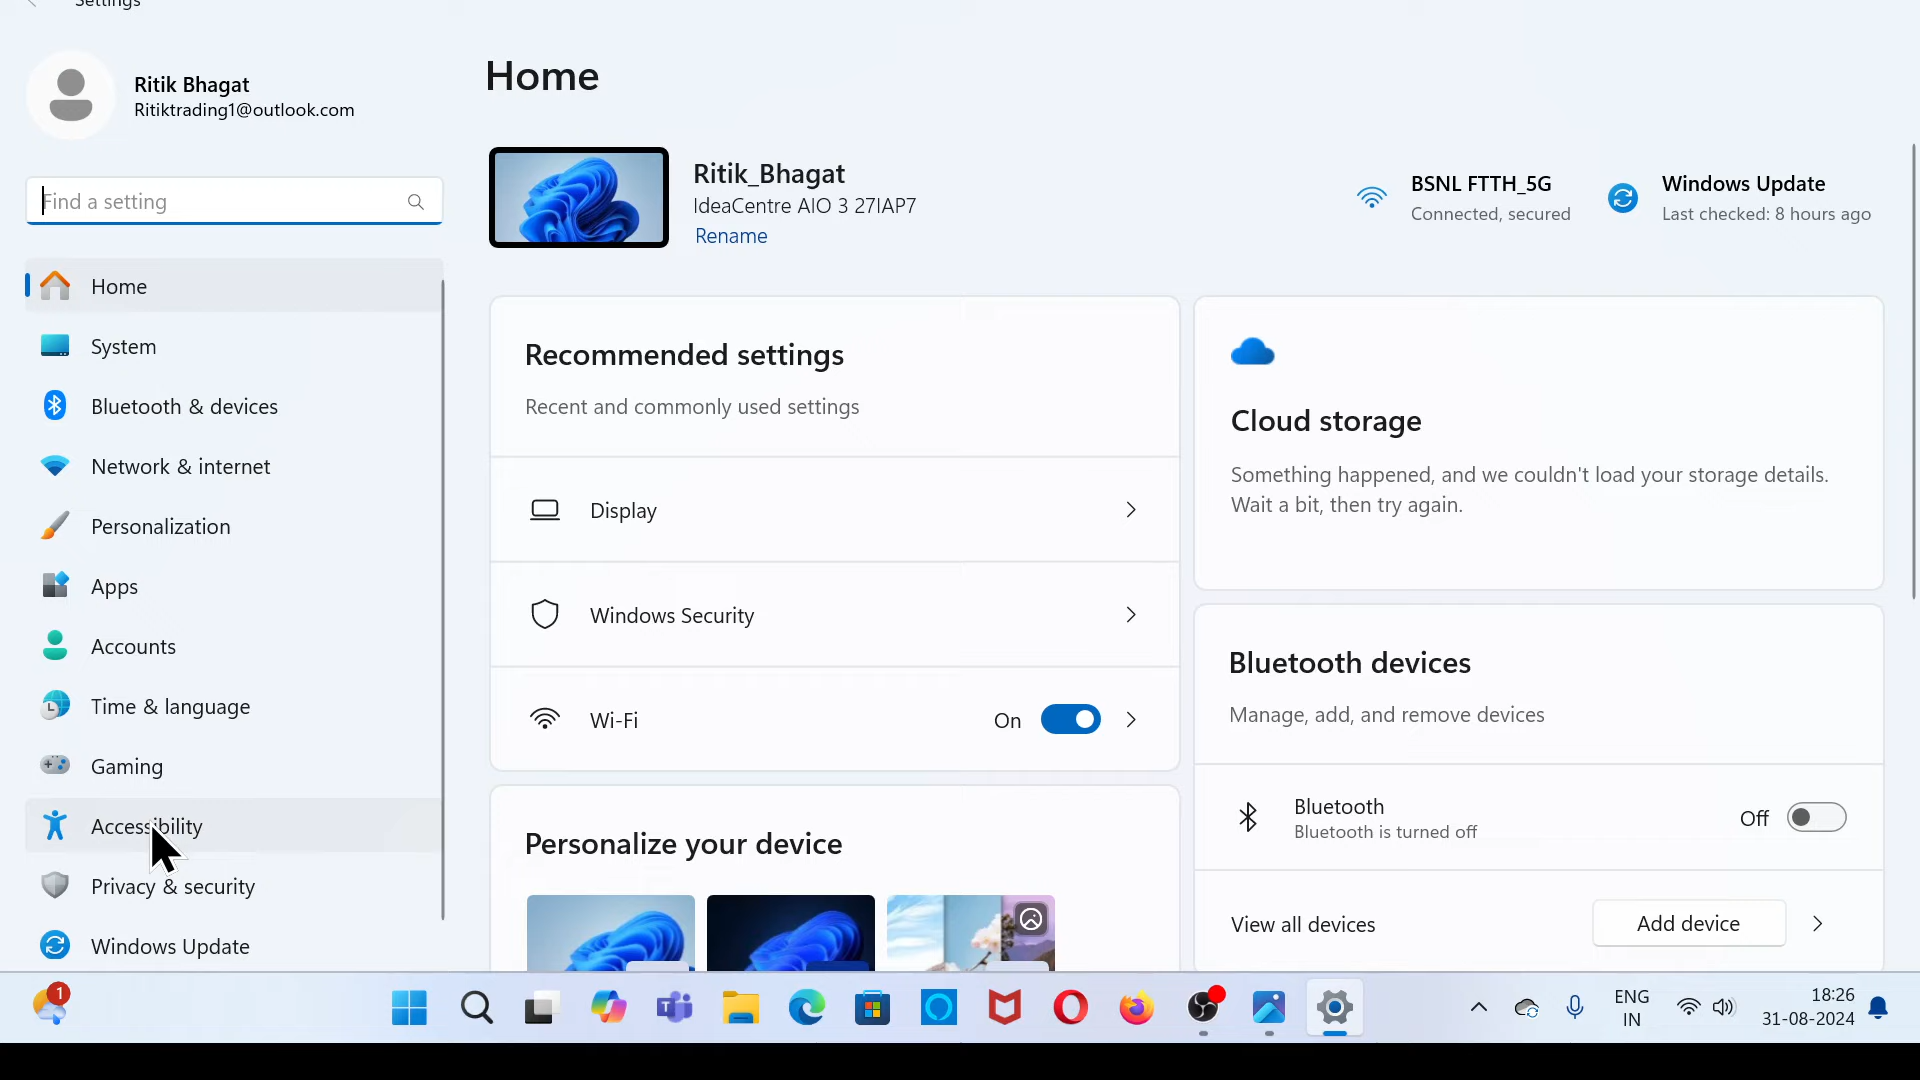 Settings
Ritik Bhagat
Ritiktrading1@outlook.com
Find a setting
Home
System
Bluetooth & devices
Network & internet
Personalization
Apps
Accounts
Time & language
Gaming
Accessibility
Privacy & security
Windows Update
Home
Ritik_Bhagat
IdeaCentre AIO 3 27IAP7
Rename
BSNL FTTH_5G
Connected, secured
Windows Update
Last checked: 8 hours ago
Recommended settings
Recent and commonly used settings
Display
Windows Security
Wi-Fi
On
Personalize your device
Cloud storage
Something happened, and we couldn't load your storage details.
Wait a bit, then try again.
Bluetooth devices
Manage, add, and remove devices
Bluetooth
Bluetooth is turned off
Off
View all devices
Add device
1
ENG
IN
18:26
31-08-2024